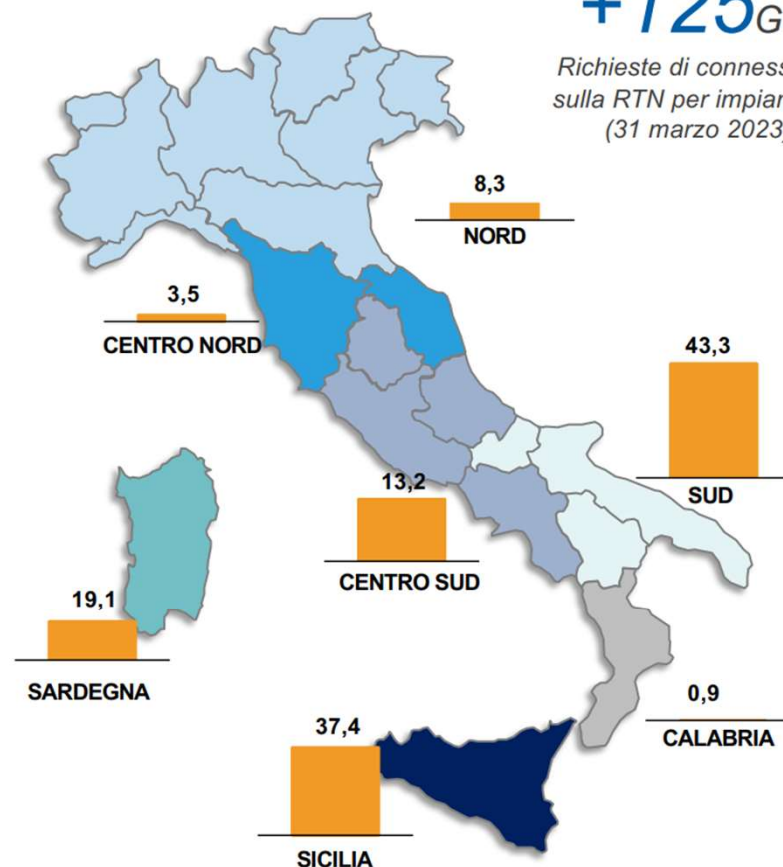 +125G
Richieste di conness
sulla RTN per impian
(31 marzo 2023
8,3
NORD
3,5
CENTRO NORD
43,3
SUD
13,2
CENTRO SUD
19,1
SARDEGNA
0,9
CALABRIA
37,4
SICILIA